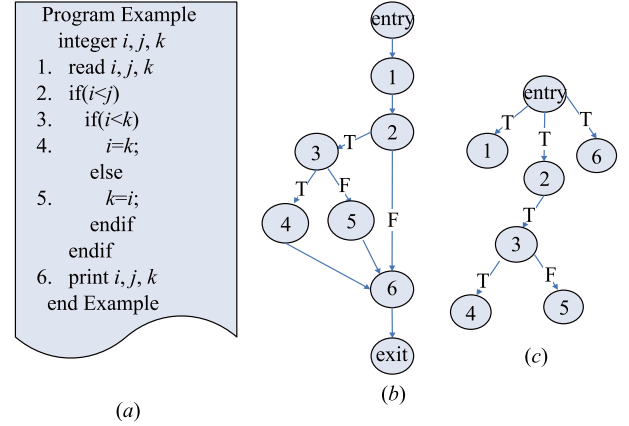 Program Example
integer i, j, k
1. read i, j, k
2. if(i<j)
3. if(i<k)
4. i=k;
else
5. k=i;
endif
endif
6. print i, j, k
end Example
(a)
entry
1
2
T
3
T
F
F
4
5
6
exit
(b)
entry
T
T
T
1
2
6
T
3
T
F
4
5
(c)